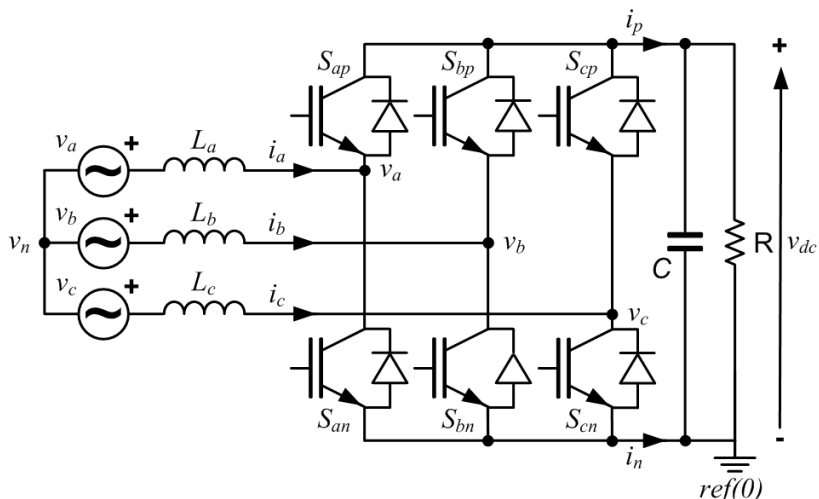 i_p
+
S_ap
S_bp
S_cp
v_a
+
L_a
i_a
v_a
v_b
+
L_b
i_b
v_n
v_b
C
R
v_dc
v_c
+
L_c
i_c
v_c
S_an
S_bn
S_cn
i_n
-
ref(0)